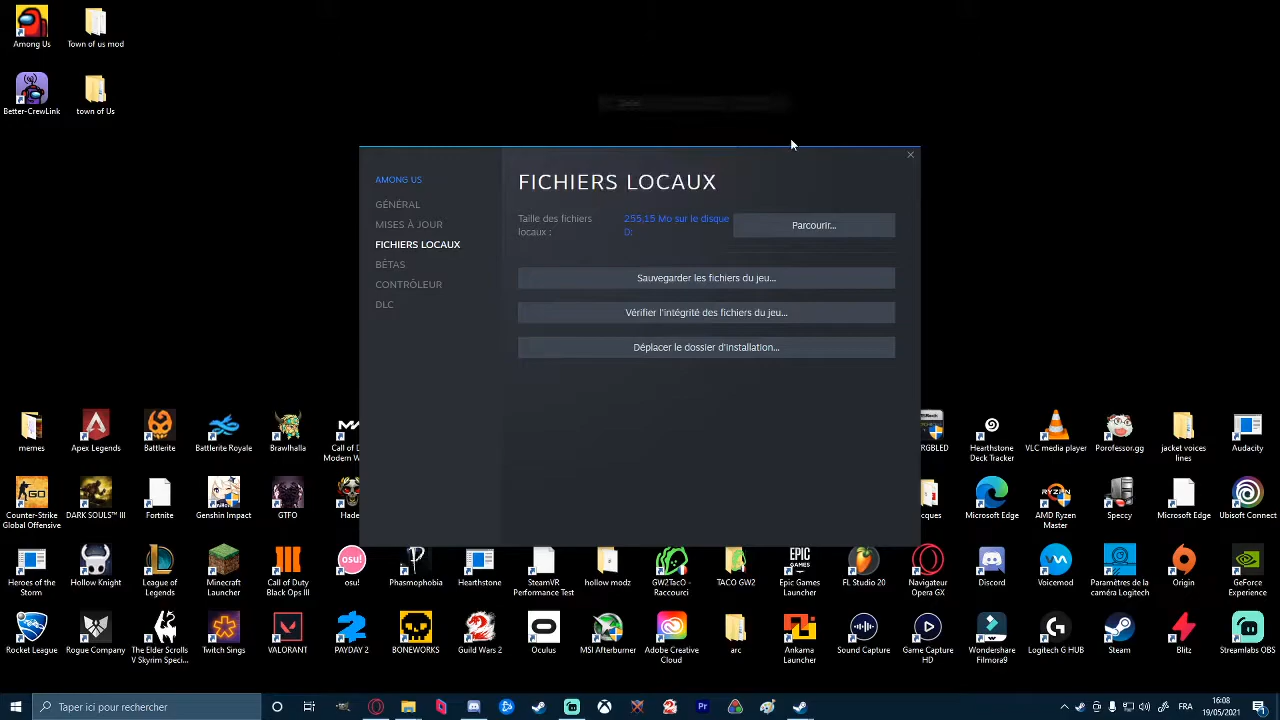 Among Us
Town of us mod
Better-CrewLink
town of Us
AMONG US
GÉNÉRAL
MISES À JOUR
FICHIERS LOCAUX
BÊTAS
CONTRÔLEUR
DLC
FICHIERS LOCAUX
Taille des fichiers
locaux :
255,15 Mo sur le disque
D:
Parcourir...
Sauvegarder les fichiers du jeu...
Vérifier l'intégrité des fichiers du jeu...
Déplacer le dossier d'installation...
memes
Apex Legends
Battlerite
Battlerite Royale
Brawlhalla
Call of D
Modern W
RGBLED
Hearthstone
Deck Tracker
VLC media player
Porofessor.gg
jacket voices
lines
Audacity
Counter-Strike
Global Offensive
DARK SOULS™ III
Fortnite
Genshin Impact
GTFO
Hade
cques
Microsoft Edge
AMD Ryzen
Master
Speccy
Microsoft Edge
Ubisoft Connect
Heroes of the
Storm
Hollow Knight
League of
Legends
Minecraft
Launcher
Call of Duty
Black Ops III
osu!
Phasmophobia
Hearthstone
SteamVR
Performance Test
hollow modz
GW2TacO -
Raccourci
TACO GW2
Epic Games
Launcher
FL Studio 20
Navigateur
Opera GX
Discord
Voicemod
Paramètres de la
caméra Logitech
Origin
GeForce
Experience
Rocket League
Rogue Company
The Elder Scrolls
V Skyrim Speci...
Twitch Sings
VALORANT
PAYDAY 2
BONEWORKS
Guild Wars 2
Oculus
MSI Afterburner
Adobe Creative
Cloud
arc
Ankama
Launcher
Sound Capture
Game Capture
HD
Wondershare
Filmora9
Logitech G HUB
Steam
Blitz
Streamlabs OBS
Taper ici pour rechercher
FRA
16:08
19/05/2021